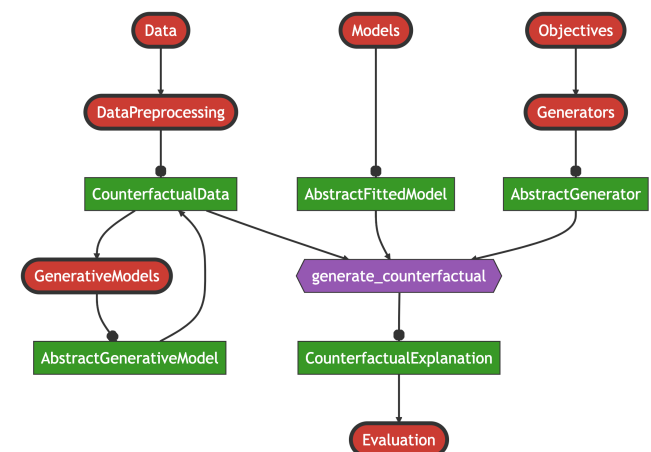 Data
Models
Objectives
DataPreprocessing
Generators
CounterfactualData
AbstractFittedModel
AbstractGenerator
GenerativeModels
generate_counterfactual
AbstractGenerativeModel
CounterfactualExplanation
Evaluation